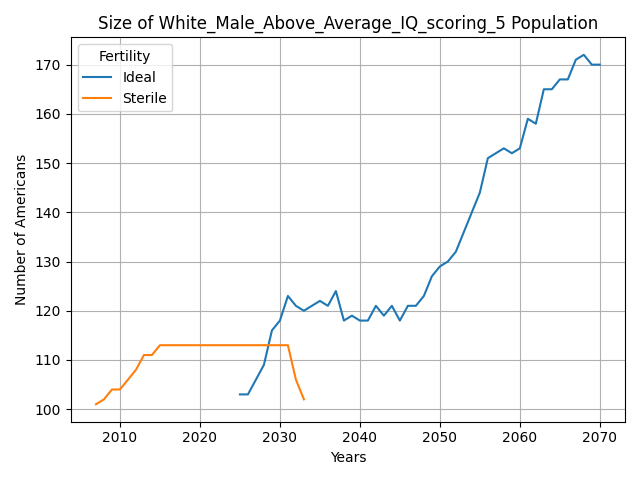 Size of White_Male_Above_Average_IQ_scoring_5 Population
Fertility
Ideal
Sterile
170
160
150
140
130
120
110
100
Number of Americans
2010 2020 2030 2040 2050 2060 2070
Years